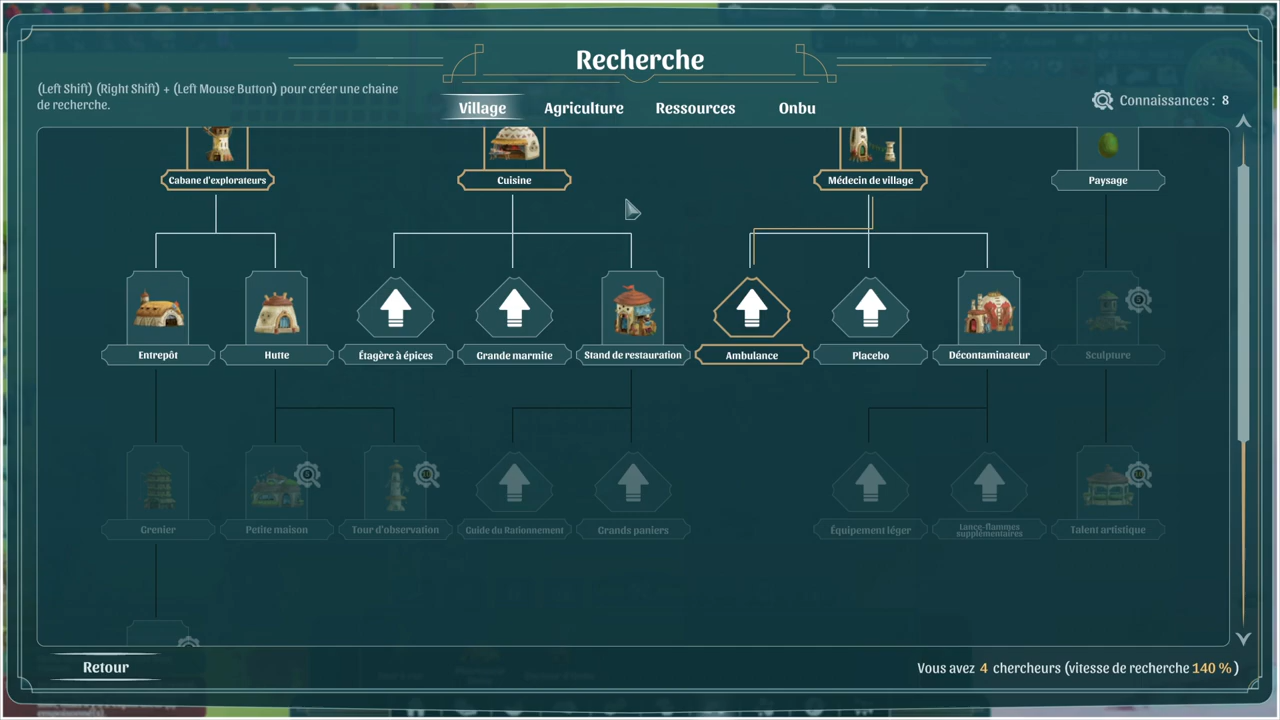 Recherche
(Left Shift) (Right Shift) + (Left Mouse Button) pour créer une chaine
de recherche.
Village
Agriculture
Ressources
Onbu
Connaissances : 8
Cabane d'explorateurs
Cuisine
Médecin de village
Paysage
Entrepôt
Hutte
Étagère à épices
Grande marmite
Stand de restauration
Ambulance
Placebo
Décontaminateur
Sculpture
Grenier
Petite maison
Tour d'observation
Guide du Rationnement
Grands paniers
Équipement léger
Lance-flammes
supplémentaires
Talent artistique
Retour
Vous avez 4 chercheurs (vitesse de recherche 140 % )